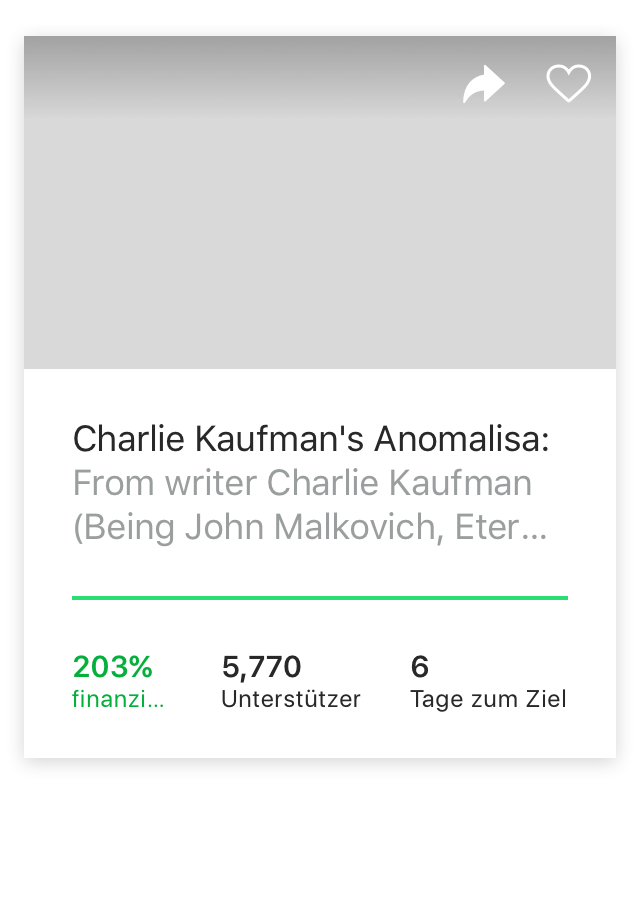 Charlie Kaufman's Anomalisa:
From writer Charlie Kaufman
(Being John Malkovich, Eter...
203% 5,770 6
finanzi... Unterstützer Tage zum Ziel